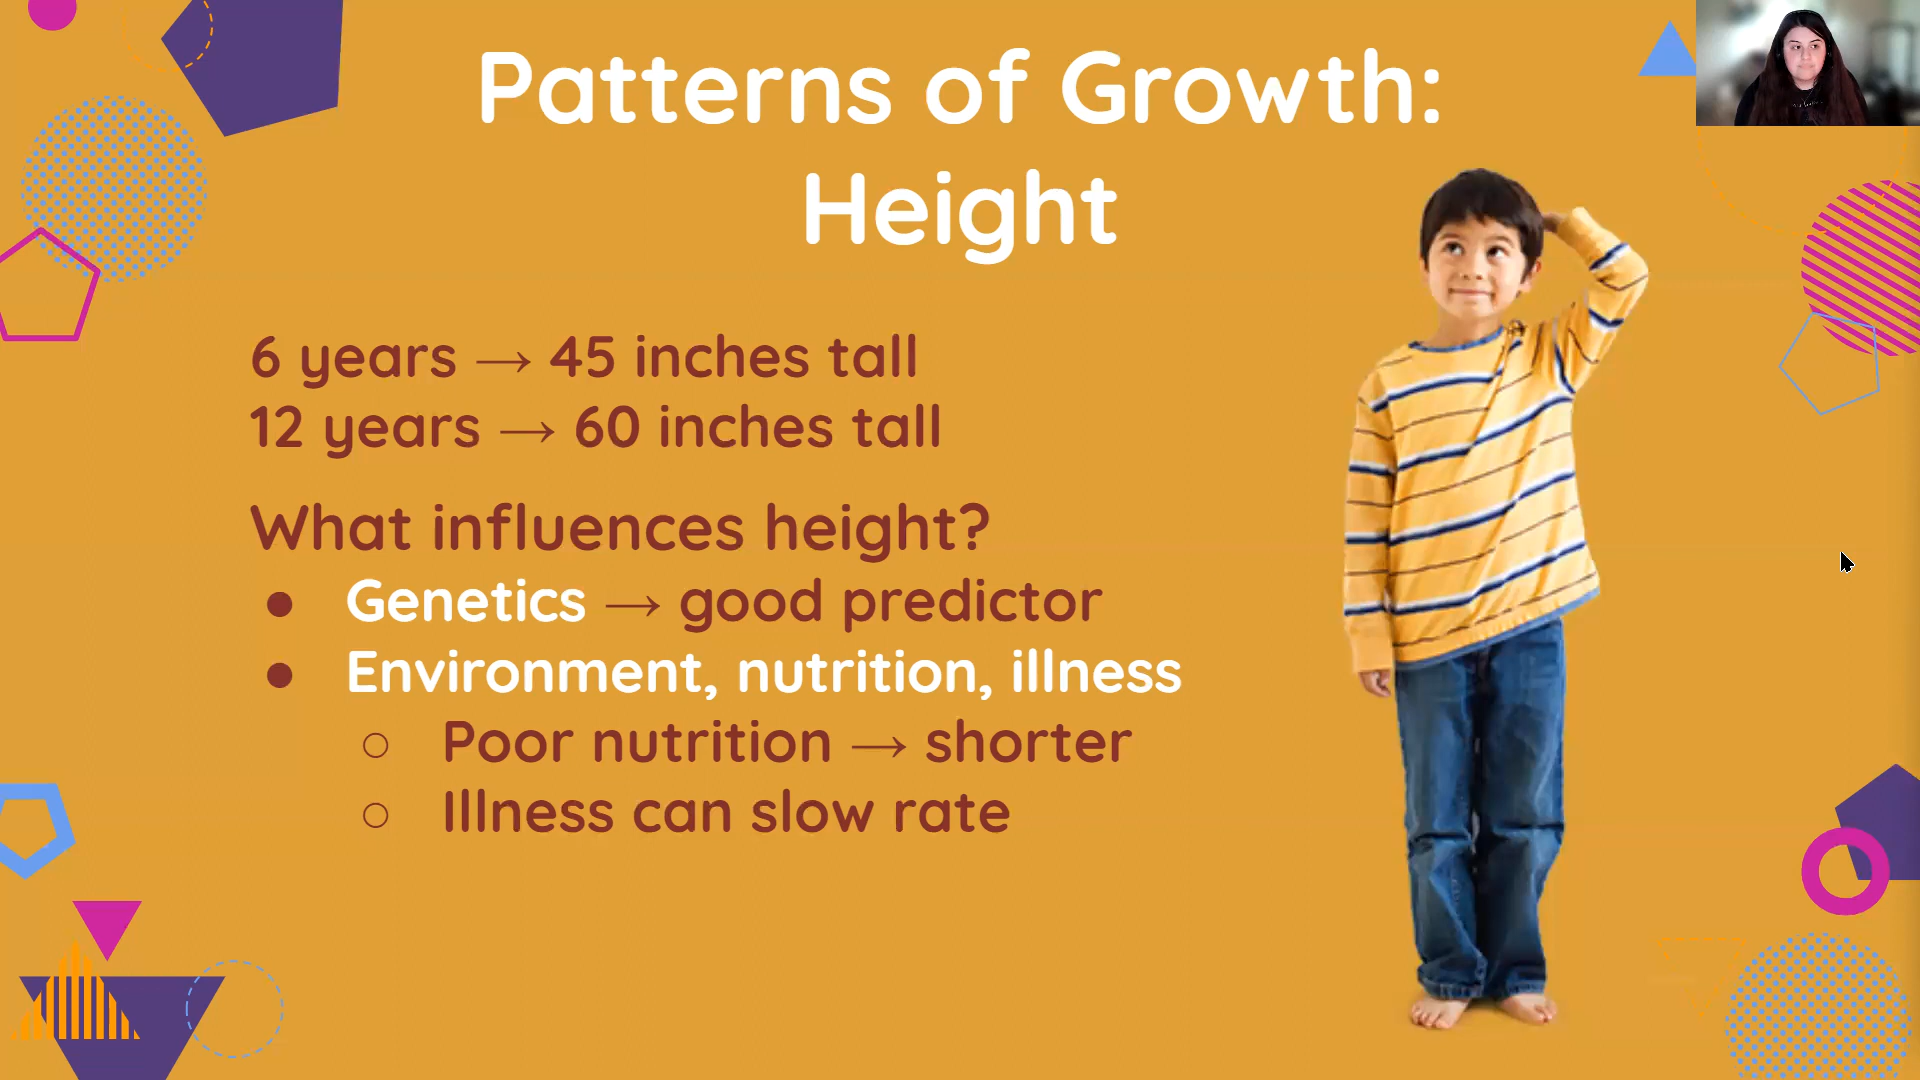 Patterns of Growth:
Height
6 years → 45 inches tall
12 years → 60 inches tall
What influences height?
● Genetics → good predictor
● Environment, nutrition, illness
○ Poor nutrition → shorter
○ Illness can slow rate